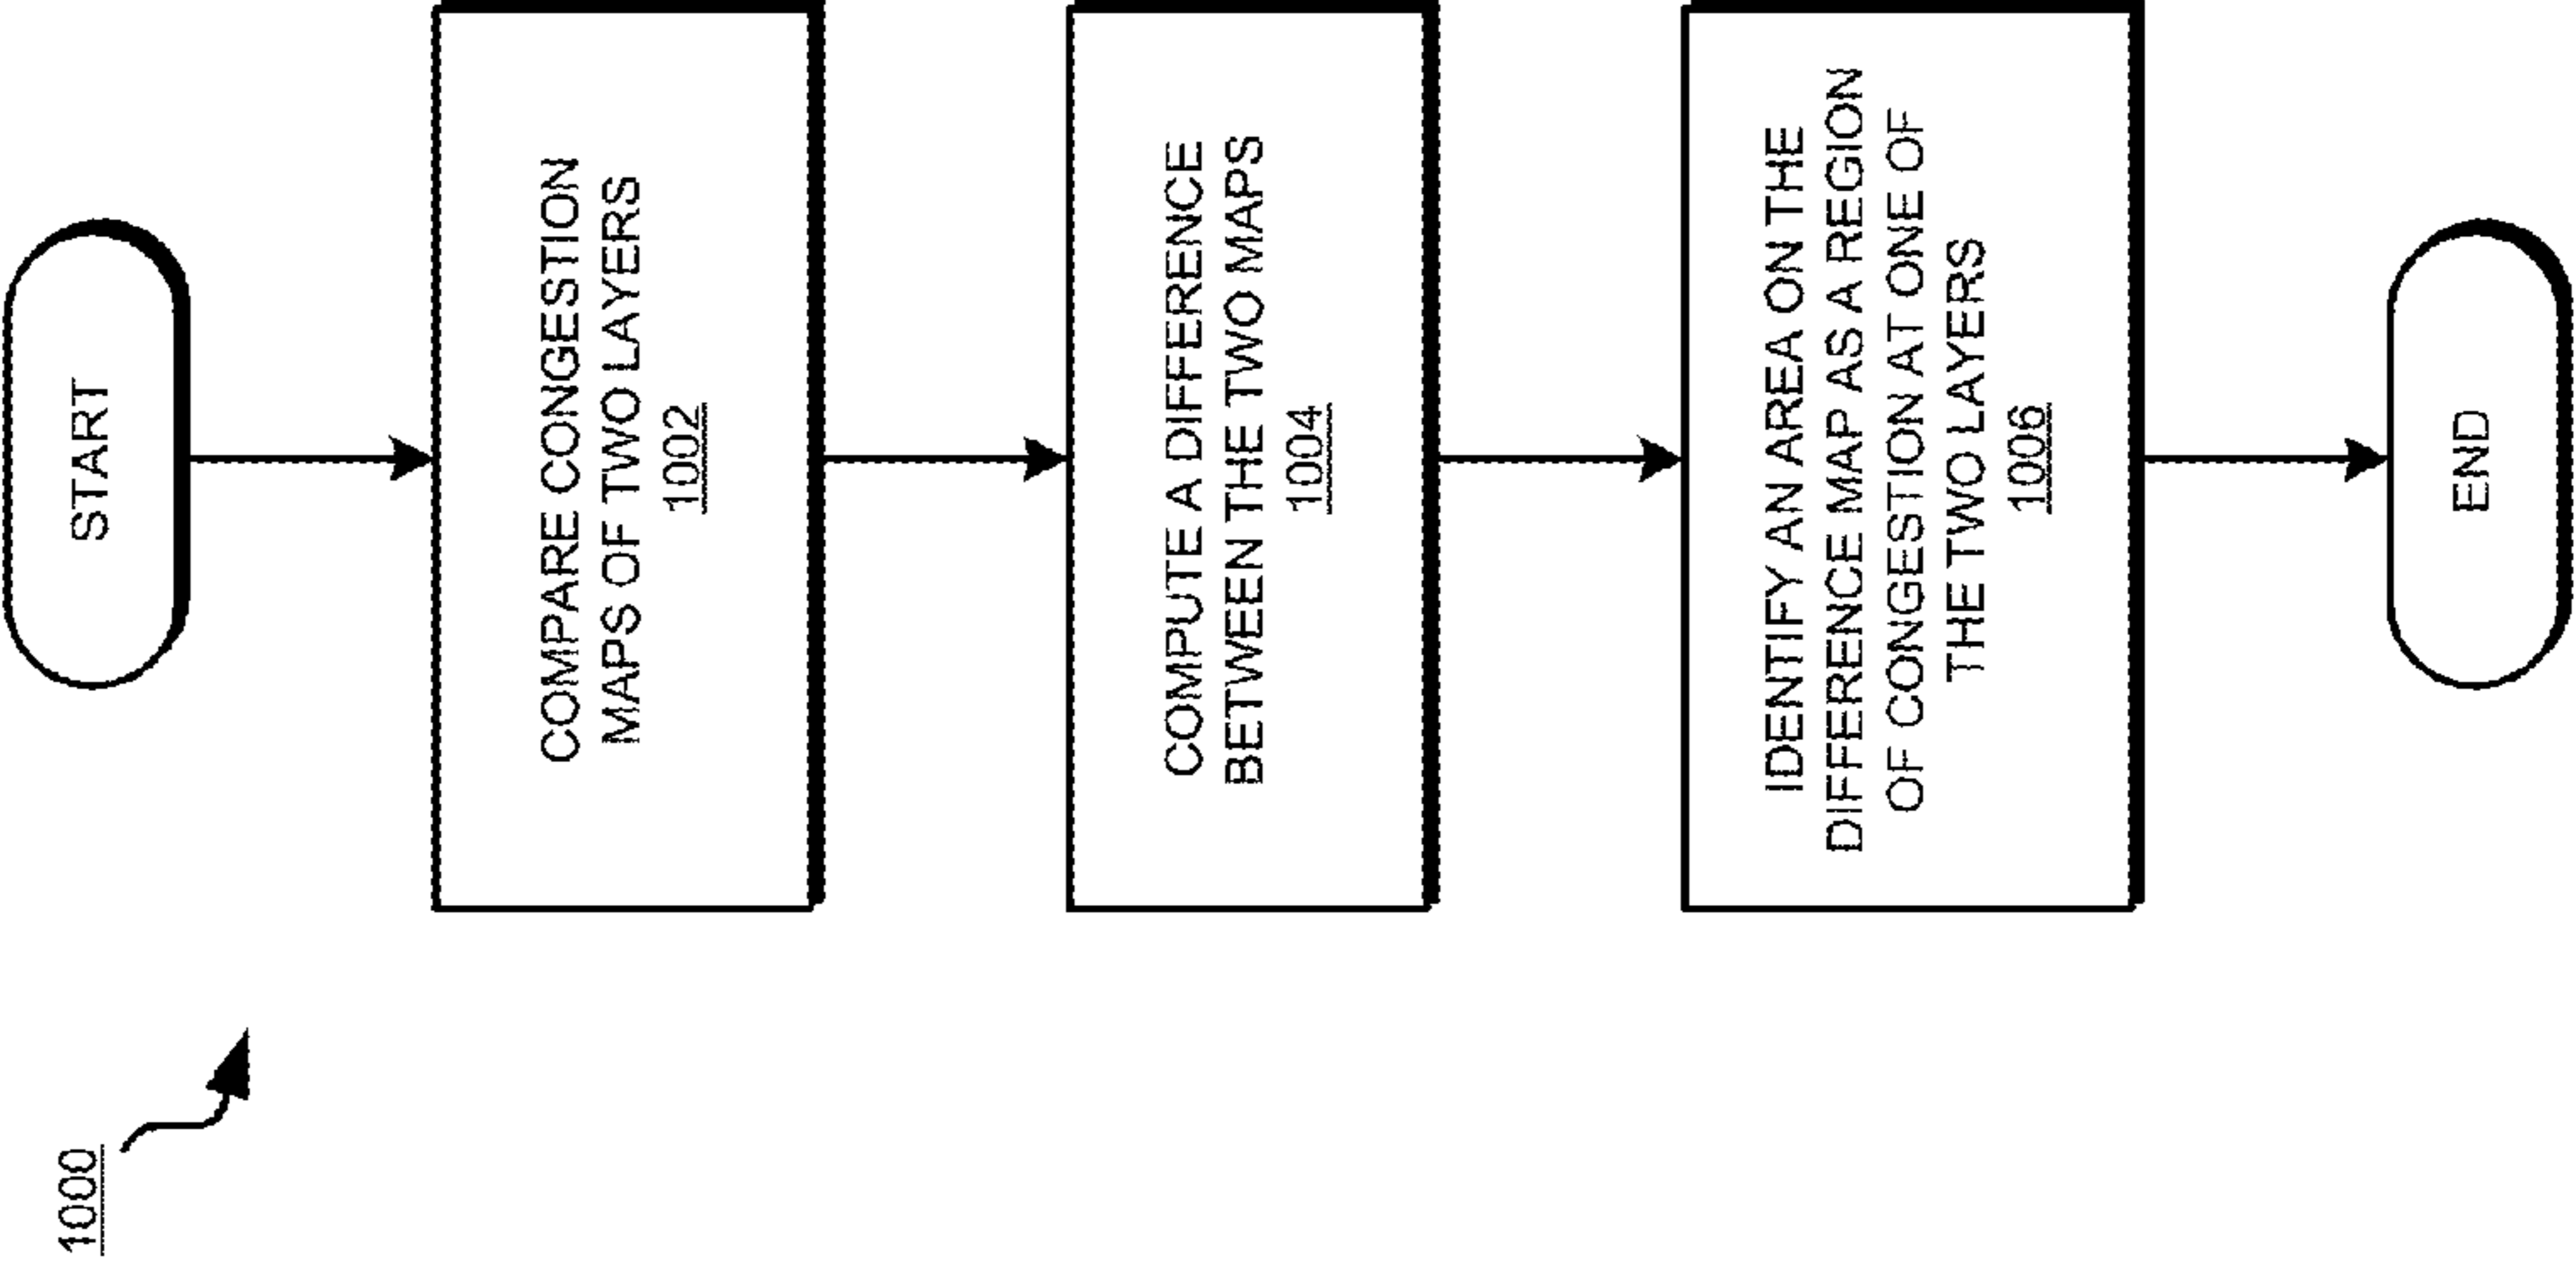 1000
START
COMPARE CONGESTION
MAPS OF TWO LAYERS
1002
COMPUTE A DIFFERENCE
BETWEEN THE TWO MAPS
1004
IDENTIFY AN AREA ON THE
DIFFERENCE MAP AS A REGION
OF CONGESTION AT ONE OF
THE TWO LAYERS
1006
END